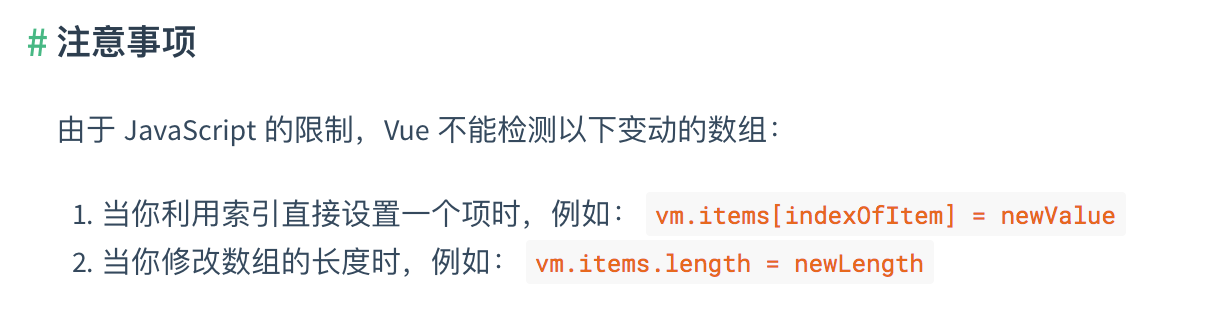 # 注意事项
由于 JavaScript 的限制，Vue 不能检测以下变动的数组：
1. 当你利用索引直接设置一个项时，例如： vm.items[indexOfItem] = newValue
2. 当你修改数组的长度时，例如： vm.items.length = newLength